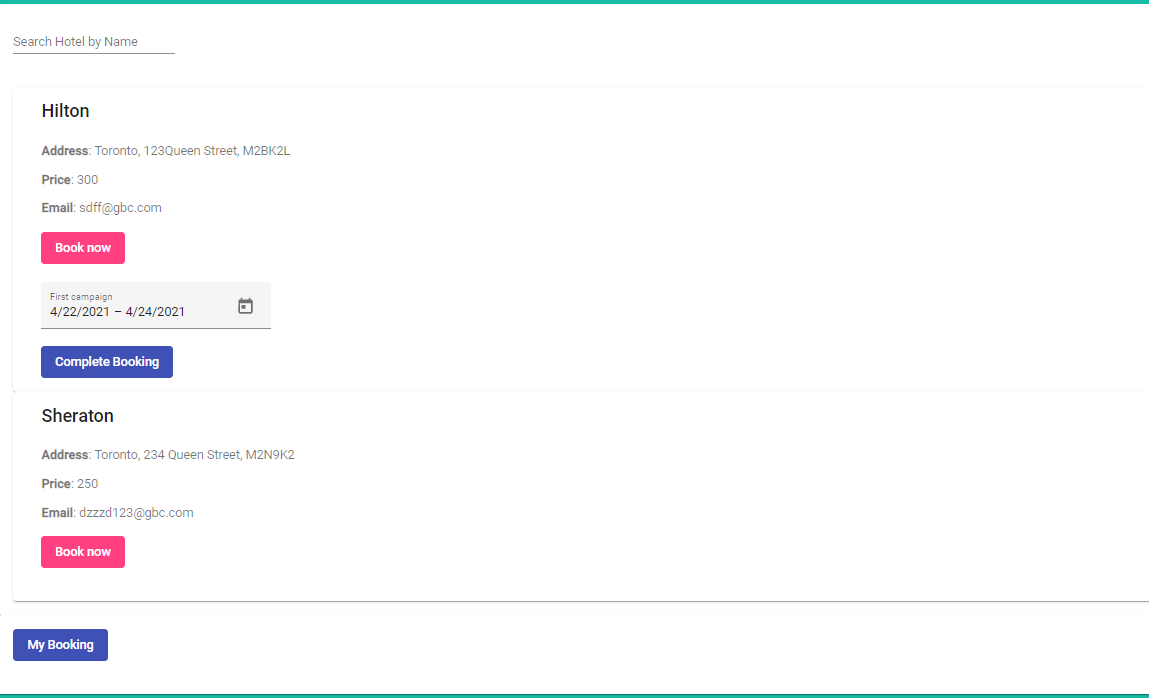 Search Hotel by Name
Hilton
Address: Toronto, 123Queen Street, M2BK2L
Price: 300
Email: sdff@gbc.com
Book now
First campaign
4/22/2021 – 4/24/2021
Complete Booking
Sheraton
Address: Toronto, 234 Queen Street, M2N9K2
Price: 250
Email: dzzzd123@gbc.com
Book now
My Booking